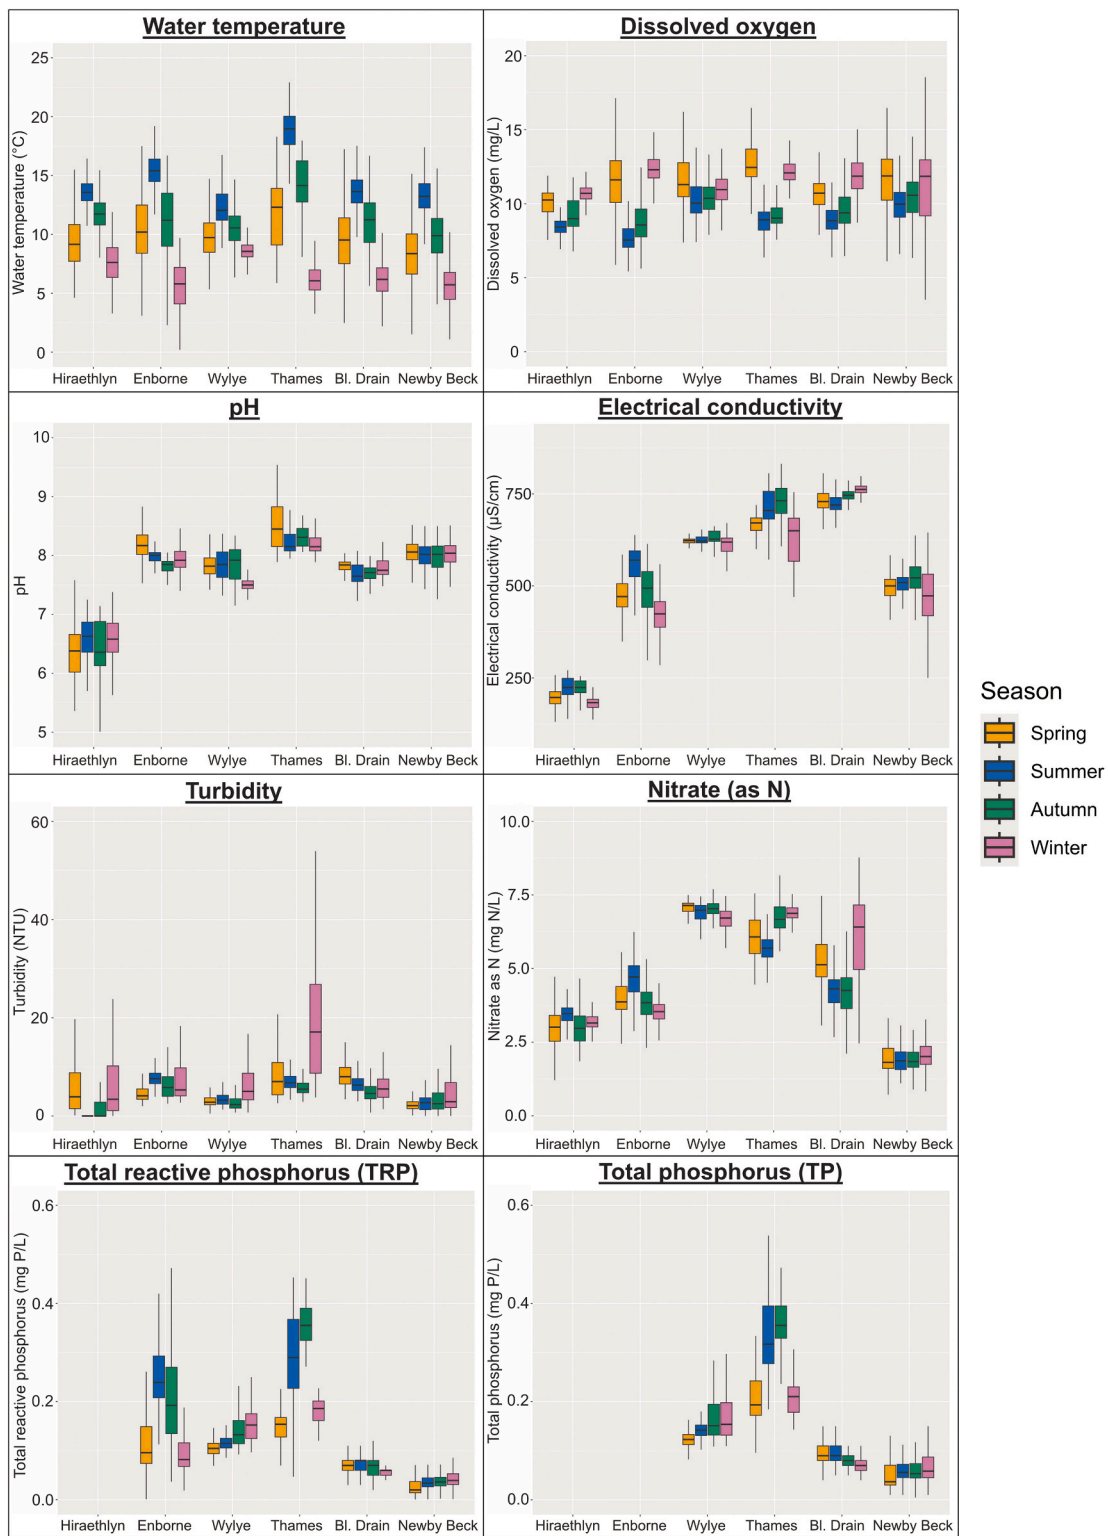 Water temperature
Water temperature (°C)
25
20
15
10
5
0
Hiraethlyn Enborne Wylye Thames Bl. Drain Newby Beck
Dissolved oxygen
Dissolved oxygen (mg/L)
20
15
10
5
0
Hiraethlyn Enborne Wylye Thames Bl. Drain Newby Beck
pH
pH
10
9
8
7
6
5
Hiraethlyn Enborne Wylye Thames Bl. Drain Newby Beck
Electrical conductivity
Electrical conductivity (µS/cm)
750
500
250
Hiraethlyn Enborne Wylye Thames Bl. Drain Newby Beck
Season
Spring
Summer
Autumn
Winter
Turbidity
Turbidity (NTU)
60
40
20
0
Hiraethlyn Enborne Wylye Thames Bl. Drain Newby Beck
Nitrate (as N)
Nitrate as N (mg N/L)
10.0
7.5
5.0
2.5
0.0
Hiraethlyn Enborne Wylye Thames Bl. Drain Newby Beck
Total reactive phosphorus (TRP)
Total reactive phosphorus (mg P/L)
0.6
0.4
0.2
0.0
Hiraethlyn Enborne Wylye Thames Bl. Drain Newby Beck
Total phosphorus (TP)
Total phosphorus (mg P/L)
0.6
0.4
0.2
0.0
Hiraethlyn Enborne Wylye Thames Bl. Drain Newby Beck